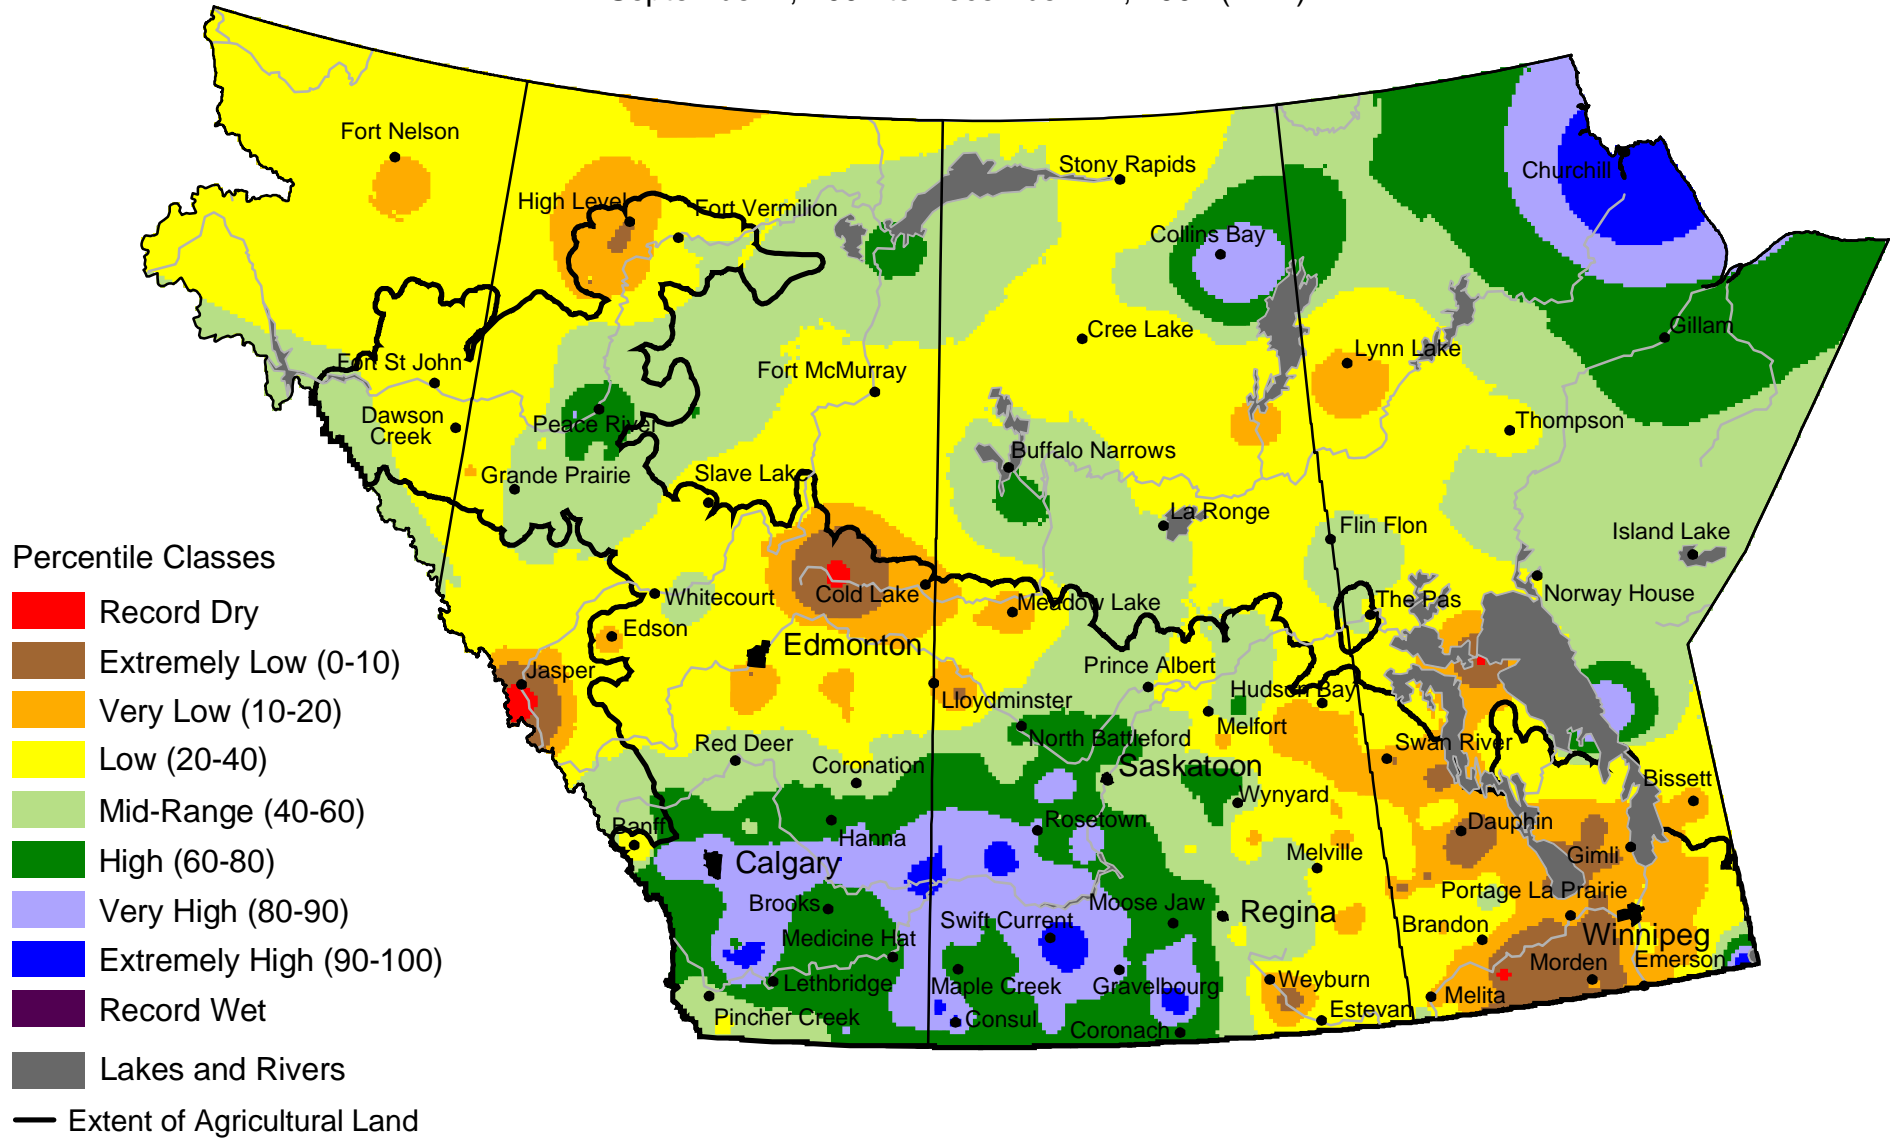 Fort Nelson
High Level
Fort Vermilion
Stony Rapids
Churchill
Collins Bay
Cree Lake
Gillam
Lynn Lake
Fort St John
Fort McMurray
Dawson
Creek
Peace River
Thompson
Buffalo Narrows
Grande Prairie
Slave Lake
La Ronge
Flin Flon
Island Lake
Whitecourt
Cold Lake
Meadow Lake
The Pas
Norway House
Edson
Edmonton
Jasper
Prince Albert
Lloydminster
Hudson Bay
Melfort
North Battleford
Red Deer
Swan River
Coronation
Saskatoon
Bissett
Wynyard
Banff
Hanna
Rosetown
Dauphin
Calgary
Melville
Gimli
Portage La Prairie
Brooks
Moose Jaw
Swift Current
Regina
Brandon
Medicine Hat
Winnipeg
Morden
Emerson
Lethbridge
Maple Creek
Gravelbourg
Weyburn
Melita
Pincher Creek
Consul
Coronach
Estevan
Percentile Classes
Record Dry
Extremely Low (0-10)
Very Low (10-20)
Low (20-40)
Mid-Range (40-60)
High (60-80)
Very High (80-90)
Extremely High (90-100)
Record Wet
Lakes and Rivers
Extent of Agricultural Land